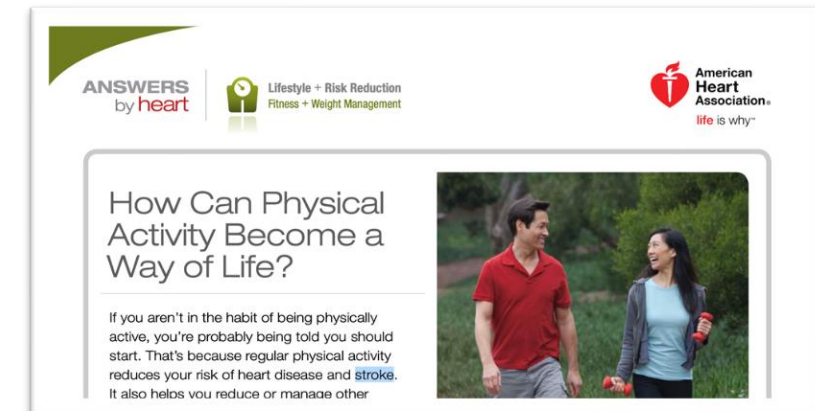 ANSWERS
by heart
Lifestyle + Risk Reduction
Fitness + Weight Management
American
Heart
Association®
life is why™
How Can Physical
Activity Become a
Way of Life?
If you aren’t in the habit of being physically
active, you’re probably being told you should
start. That’s because regular physical activity
reduces your risk of heart disease and stroke.
It also helps you reduce or manage other